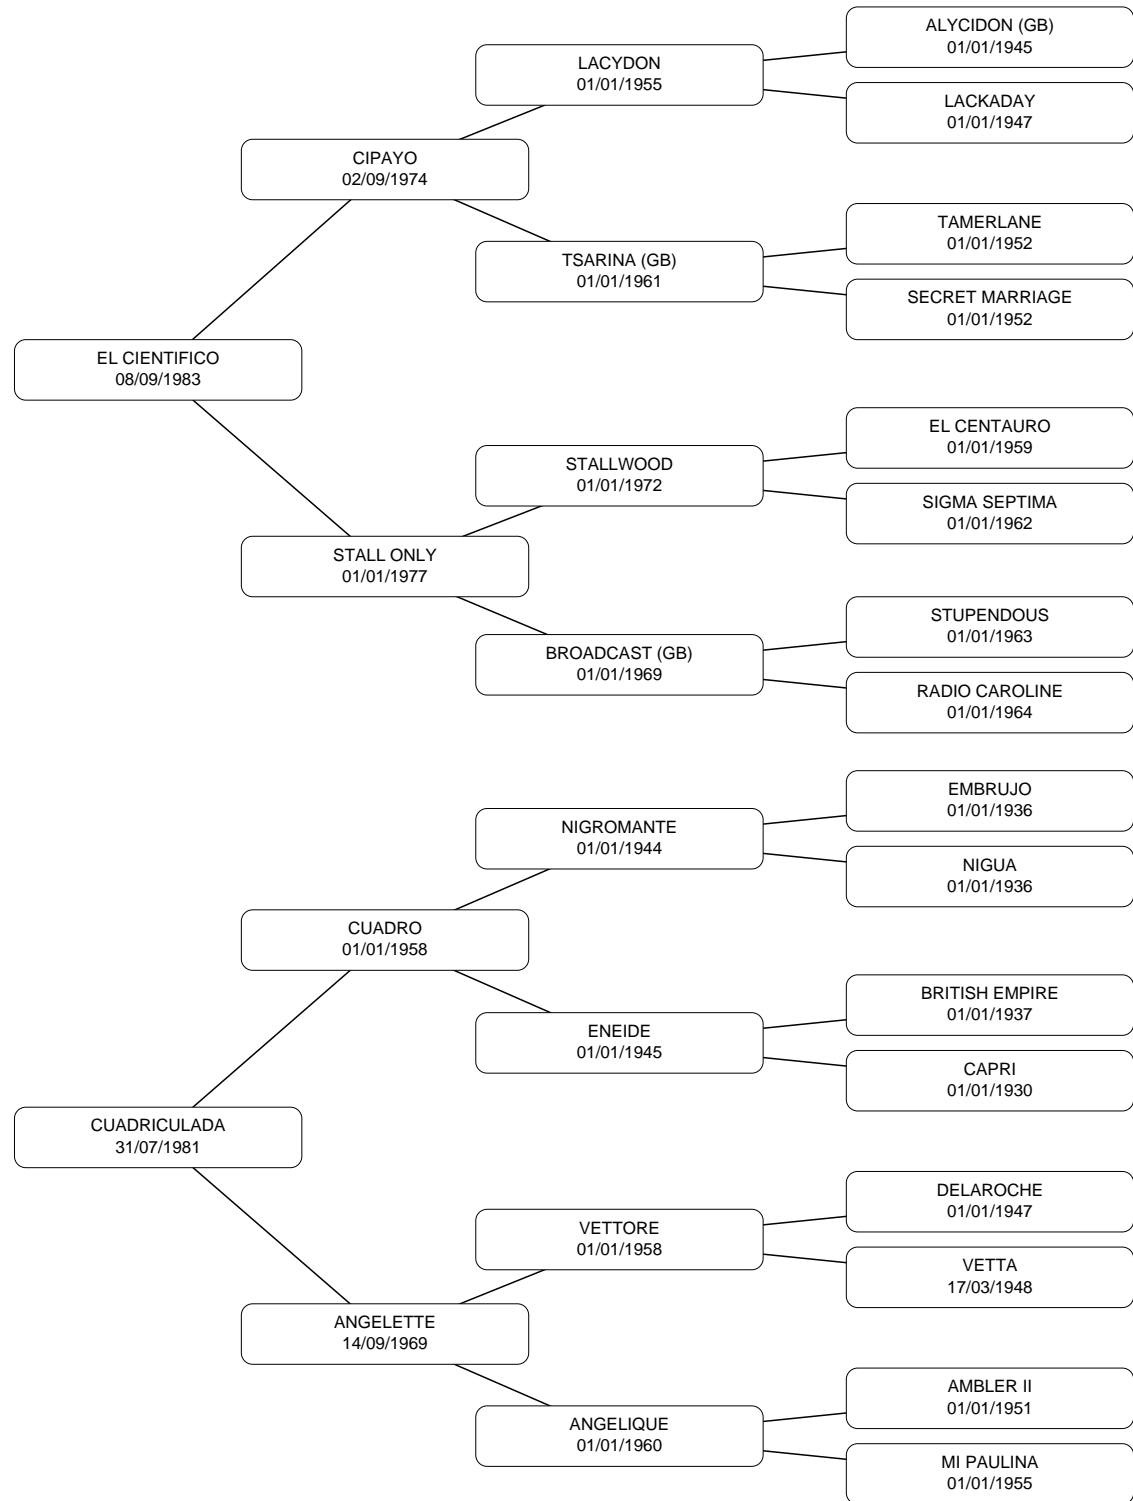 ALYCIDON (GB)
01/01/1945
LACYDON
01/01/1955
LACKADAY
01/01/1947
CIPAYO
02/09/1974
TAMERLANE
01/01/1952
TSARINA (GB)
01/01/1961
SECRET MARRIAGE
01/01/1952
EL CIENTIFICO
08/09/1983
EL CENTAURO
01/01/1959
STALLWOOD
01/01/1972
SIGMA SEPTIMA
01/01/1962
STALL ONLY
01/01/1977
STUPENDOUS
01/01/1963
BROADCAST (GB)
01/01/1969
RADIO CAROLINE
01/01/1964
EMBRUJO
01/01/1936
NIGROMANTE
01/01/1944
NIGUA
01/01/1936
CUADRO
01/01/1958
BRITISH EMPIRE
01/01/1937
ENEIDE
01/01/1945
CAPRI
01/01/1930
CUADRICULADA
31/07/1981
DELAROCHE
01/01/1947
VETTORE
01/01/1958
VETTA
17/03/1948
ANGELETTE
14/09/1969
AMBLER II
01/01/1951
ANGELIQUE
01/01/1960
MI PAULINA
01/01/1955